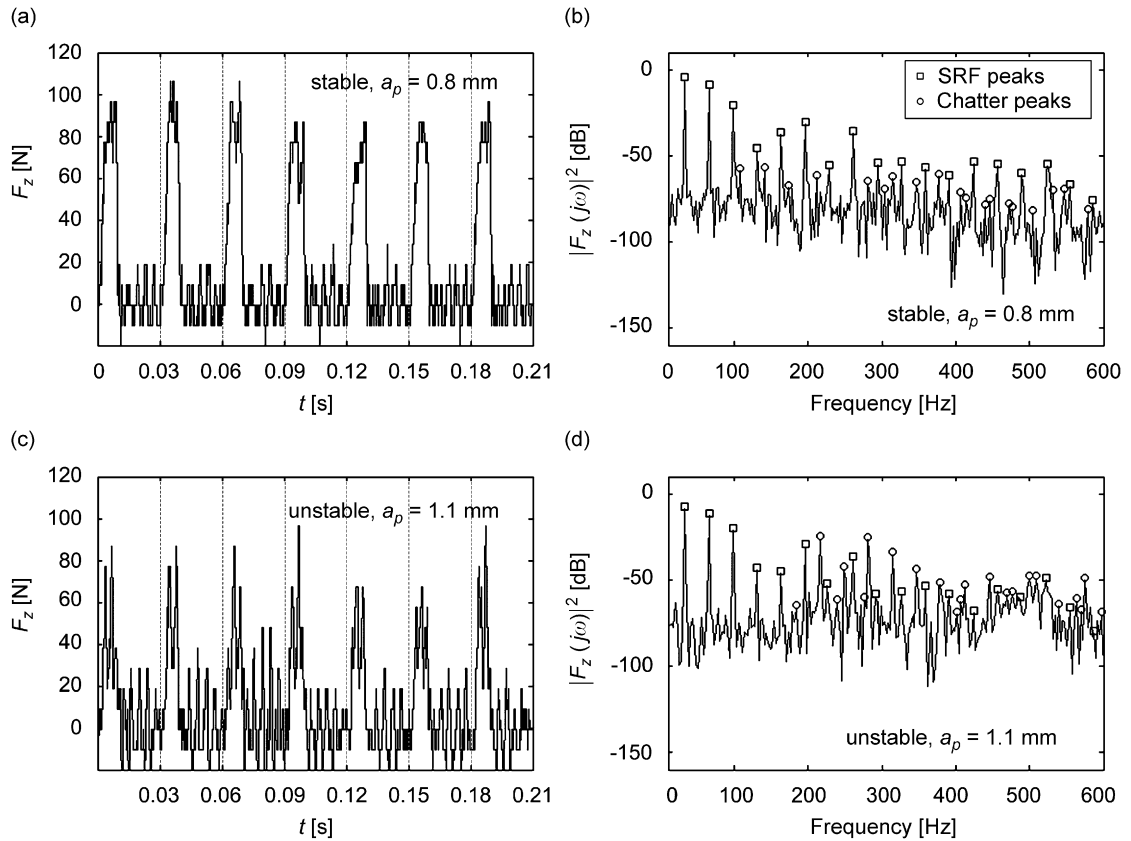 (a)
120
100
80
60
40
20
0
F_z [N]
stable, a_p = 0.8 mm
0 0.03 0.06 0.09 0.12 0.15 0.18 0.21
t [s]
(b)
0
-50
-100
-150
|F_z (jω)|² [dB]
SRF peaks
Chatter peaks
stable, a_p = 0.8 mm
0 100 200 300 400 500 600
Frequency [Hz]
(c)
120
100
80
60
40
20
0
F_z [N]
unstable, a_p = 1.1 mm
0.03 0.06 0.09 0.12 0.15 0.18 0.21
t [s]
(d)
0
-50
-100
-150
|F_z (jω)|² [dB]
unstable, a_p = 1.1 mm
0 100 200 300 400 500 600
Frequency [Hz]